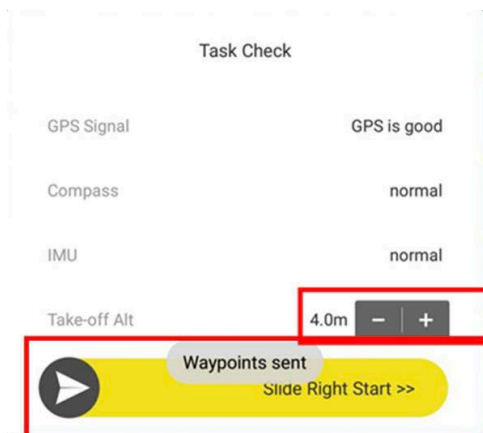 Task Check
GPS Signal GPS is good
Compass normal
IMU normal
Take-off Alt 4.0m − +
Waypoints sent
Slide Right Start >>